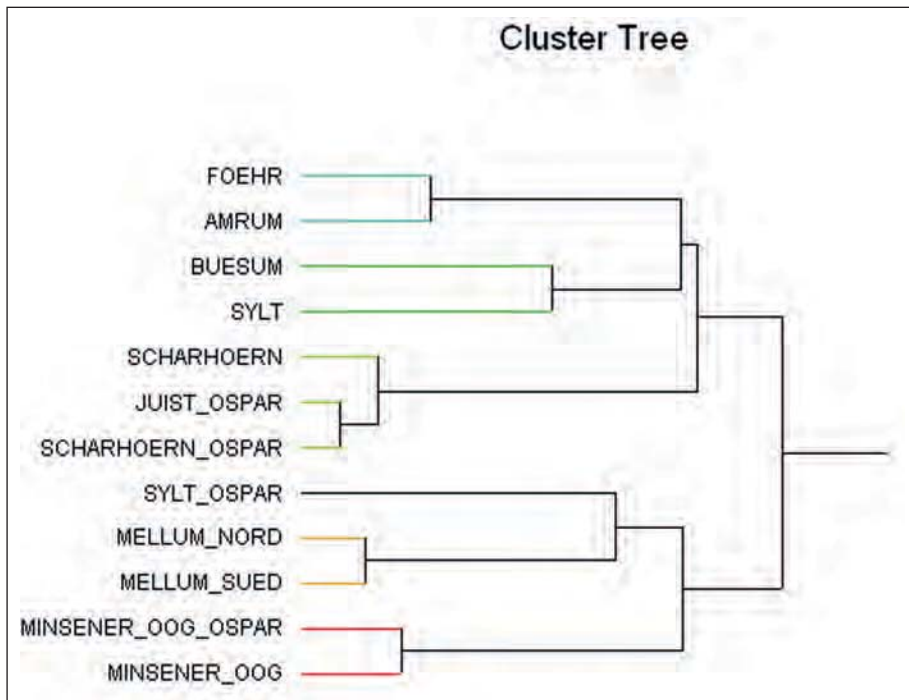 Cluster Tree
FOEHR
AMRUM
BUESUM
SYLT
SCHARHOERN
JUIST_OSPAR
SCHARHOERN_OSPAR
SYLT_OSPAR
MELLUM_NORD
MELLUM_SUED
MINSENER_OOG_OSPAR
MINSENER_OOG